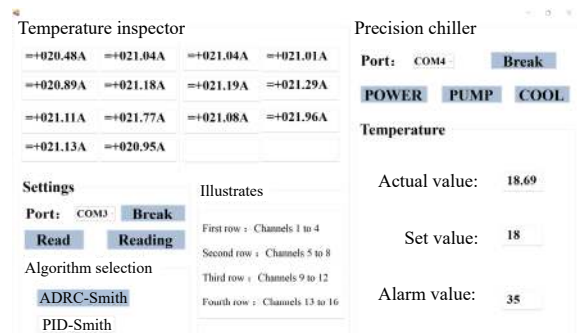 Temperature inspector
=+020.48A =+021.04A =+021.04A =+021.01A
=+020.89A =+021.18A =+021.19A =+021.29A
=+021.11A =+021.77A =+021.08A =+021.96A
=+021.13A =+020.95A
Settings
Port: COM3 Break
Read Reading
Algorithm selection
ADRC-Smith
PID-Smith
Illustrates
First row : Channels 1 to 4
Second row : Channels 5 to 8
Third row : Channels 9 to 12
Fourth row : Channels 13 to 16
Precision chiller
Port: COM4 Break
POWER PUMP COOL
Temperature
Actual value: 18.69
Set value: 18
Alarm value: 35